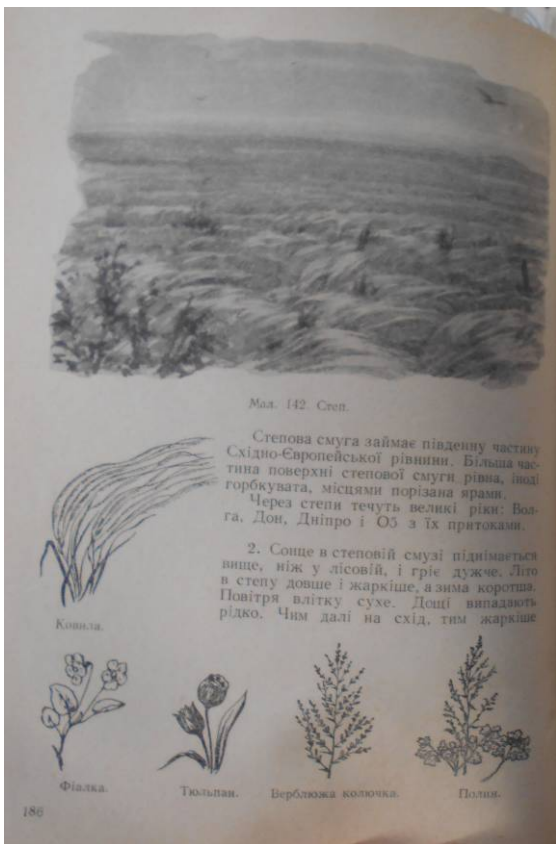 Мал. 142. Степ.
Степова смуга займає південну частину
Східно-Європейської рівнини. Більша час-
тина поверхні степової смуги рівна, іноді
горбкувата, місцями порізана ярами.
Через степи течуть великі ріки: Вол-
га, Дон, Дніпро і Об з їх притоками.
2. Сонце в степовій смузі піднімається
вище, ніж у лісовій, і гріє дужче. Літо
в степу довше і жаркіше, а зима коротша.
Повітря влітку сухе. Дощі випадають
рідко. Чим далі на схід, тим жаркіше
Ковила.
Фіалка.
Тюльпан.
Верблюжа колючка.
Полин.
186